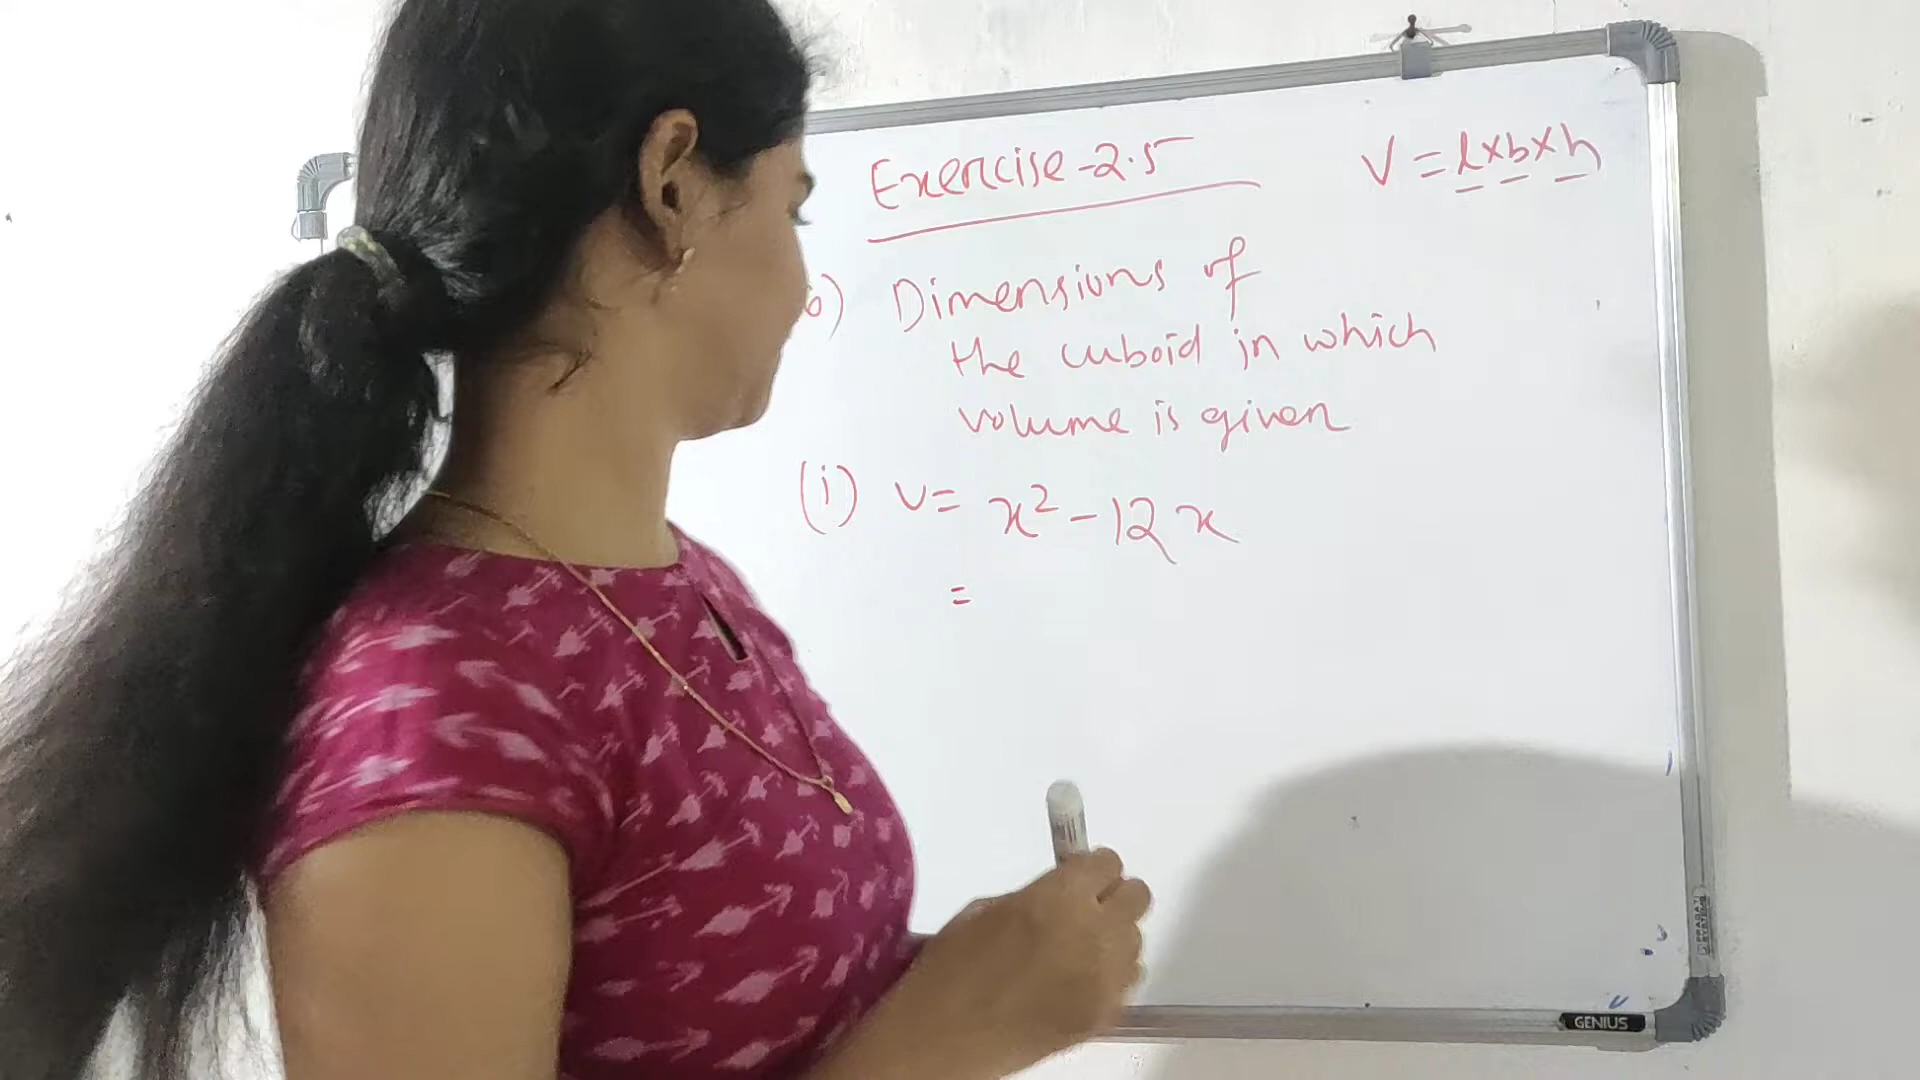 Exercise-2.5
V = l×b×h
) Dimensions of
the cuboid in which
volume is given
(i) v= x² - 12x
=
GENIUS